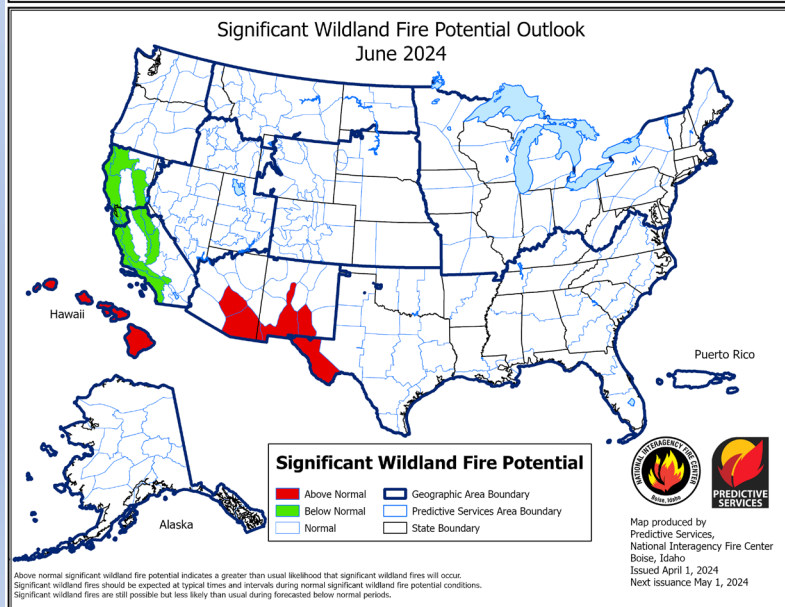 Significant Wildland Fire Potential Outlook
June 2024
Hawaii
Puerto Rico
Alaska
Significant Wildland Fire Potential
Above Normal
Geographic Area Boundary
Below Normal
Predictive Services Area Boundary
Normal
State Boundary
NATIONAL INTERAGENCY FIRE CENTER
Boise, Idaho
PREDICTIVE
SERVICES
Map produced by
Predictive Services,
National Interagency Fire Center
Boise, Idaho
Issued April 1, 2024
Next issuance May 1, 2024
Above normal significant wildland fire potential indicates a greater than usual likelihood that significant wildland fires will occur.
Significant wildland fires should be expected at typical times and intervals during normal significant wildland fire potential conditions.
Significant wildland fires are still possible but less likely than usual during forecasted below normal periods.